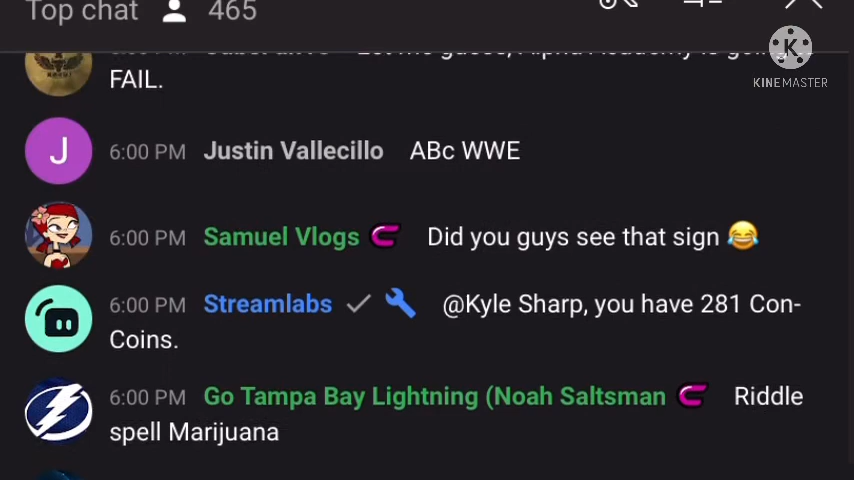 Top chat 465
KINEMASTER
FAIL.
J 6:00 PM Justin Vallecillo ABc WWE
6:00 PM Samuel Vlogs Did you guys see that sign 😂
6:00 PM Streamlabs @Kyle Sharp, you have 281 Con-
Coins.
6:00 PM Go Tampa Bay Lightning (Noah Saltsman Riddle
spell Marijuana